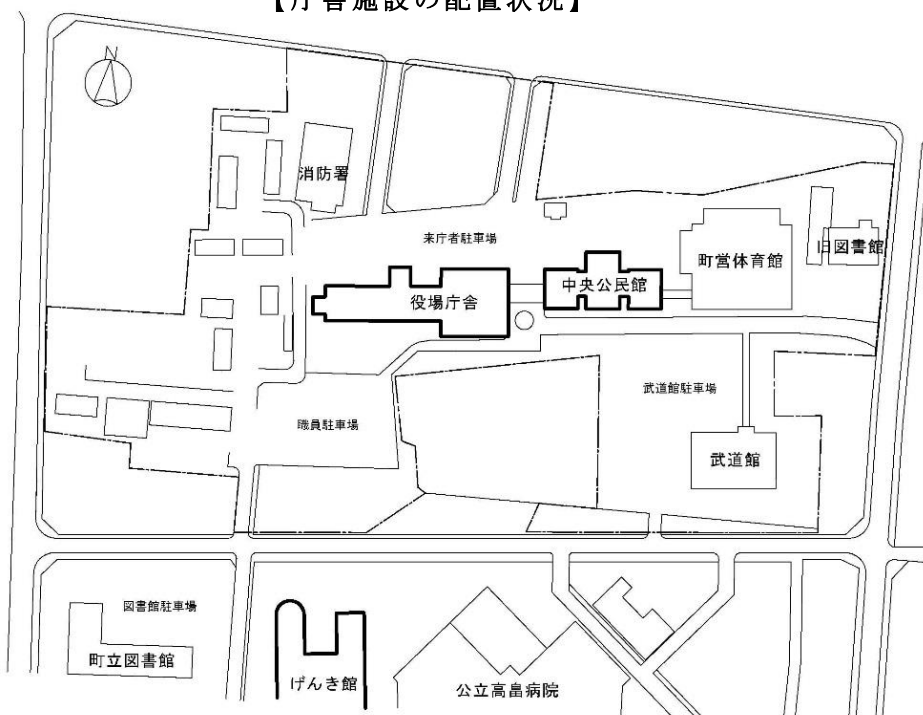 【庁舎施設の配置状況】
N
消防署
来庁者駐車場
旧図書館
町営体育館
中央公民館
役場庁舎
武道館駐車場
職員駐車場
武道館
図書館駐車場
町立図書館
げんき館
公立高畠病院